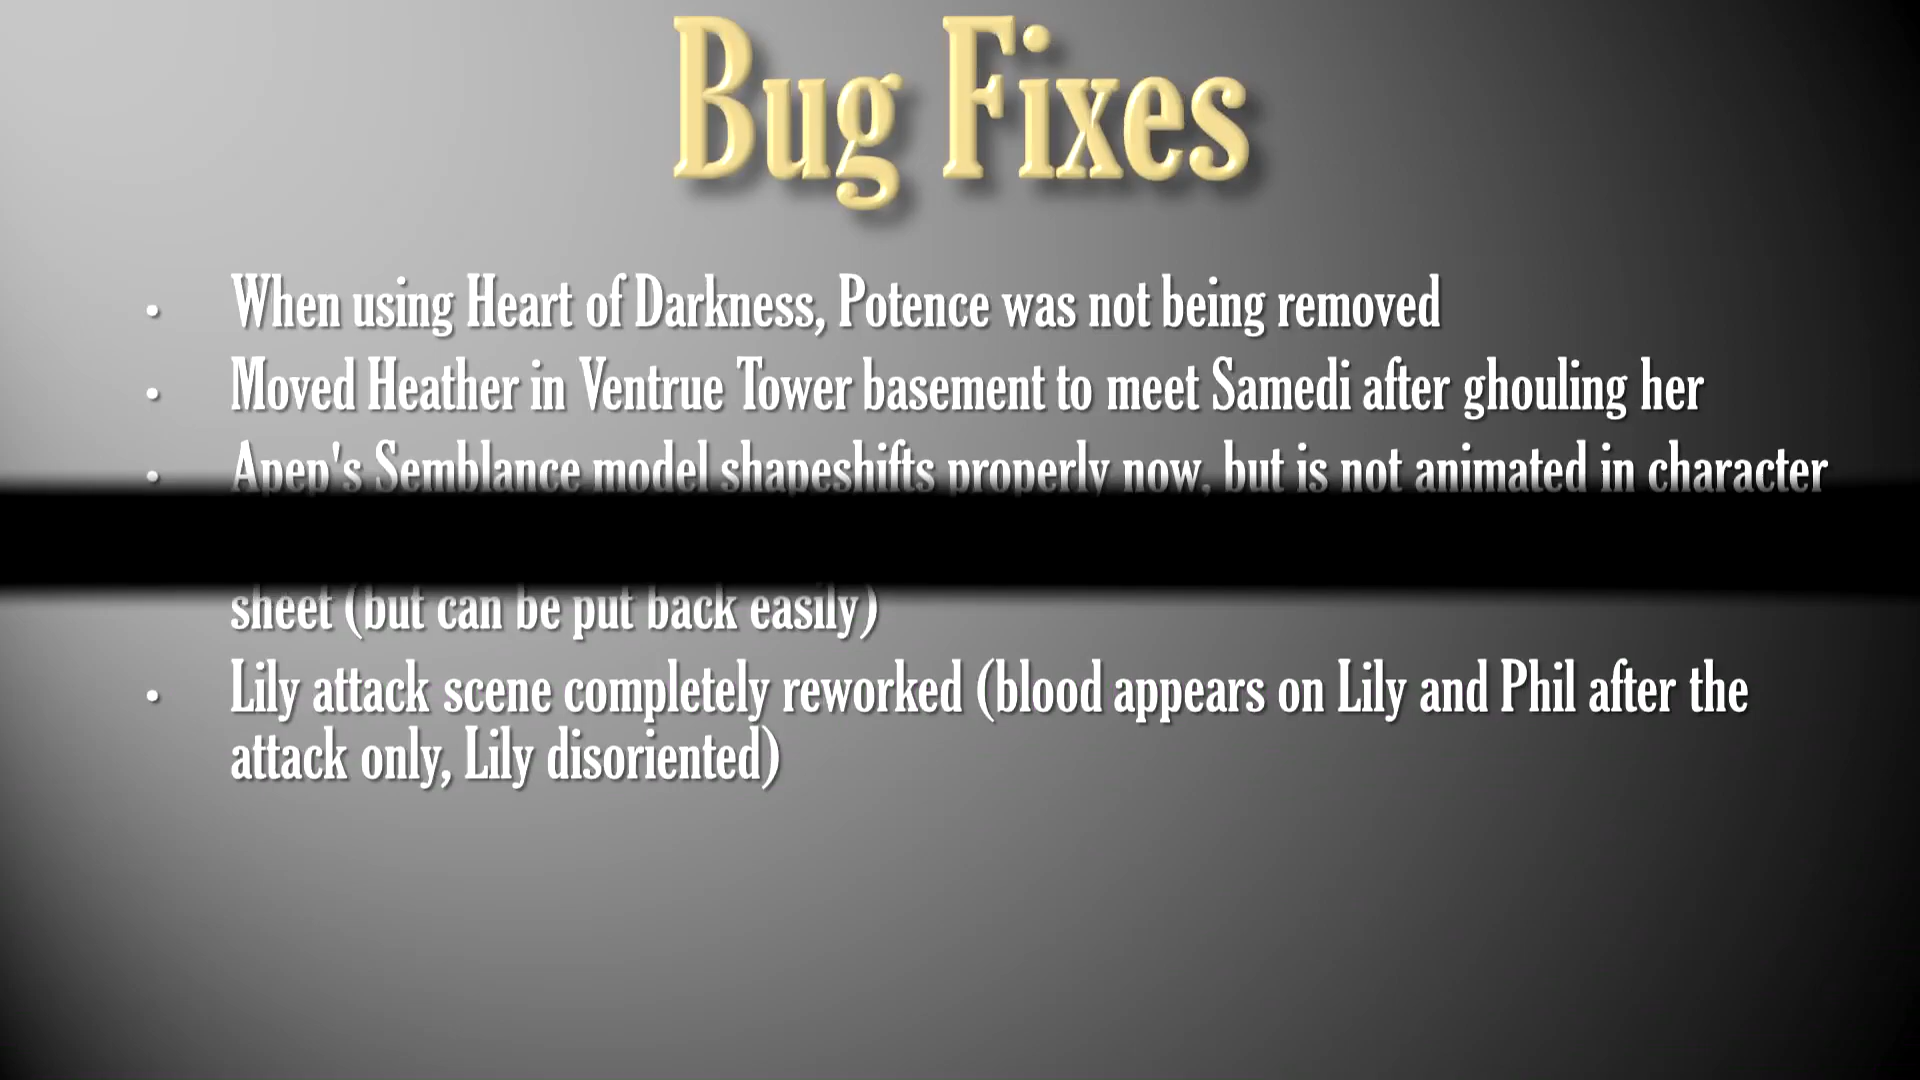 Bug Fixes
• When using Heart of Darkness, Potence was not being removed
• Moved Heather in Ventrue Tower basement to meet Samedi after ghouling her
• Apep's Semblance model shapeshifts properly now, but is not animated in character
sheet (but can be put back easily)
• Lily attack scene completely reworked (blood appears on Lily and Phil after the
attack only, Lily disoriented)